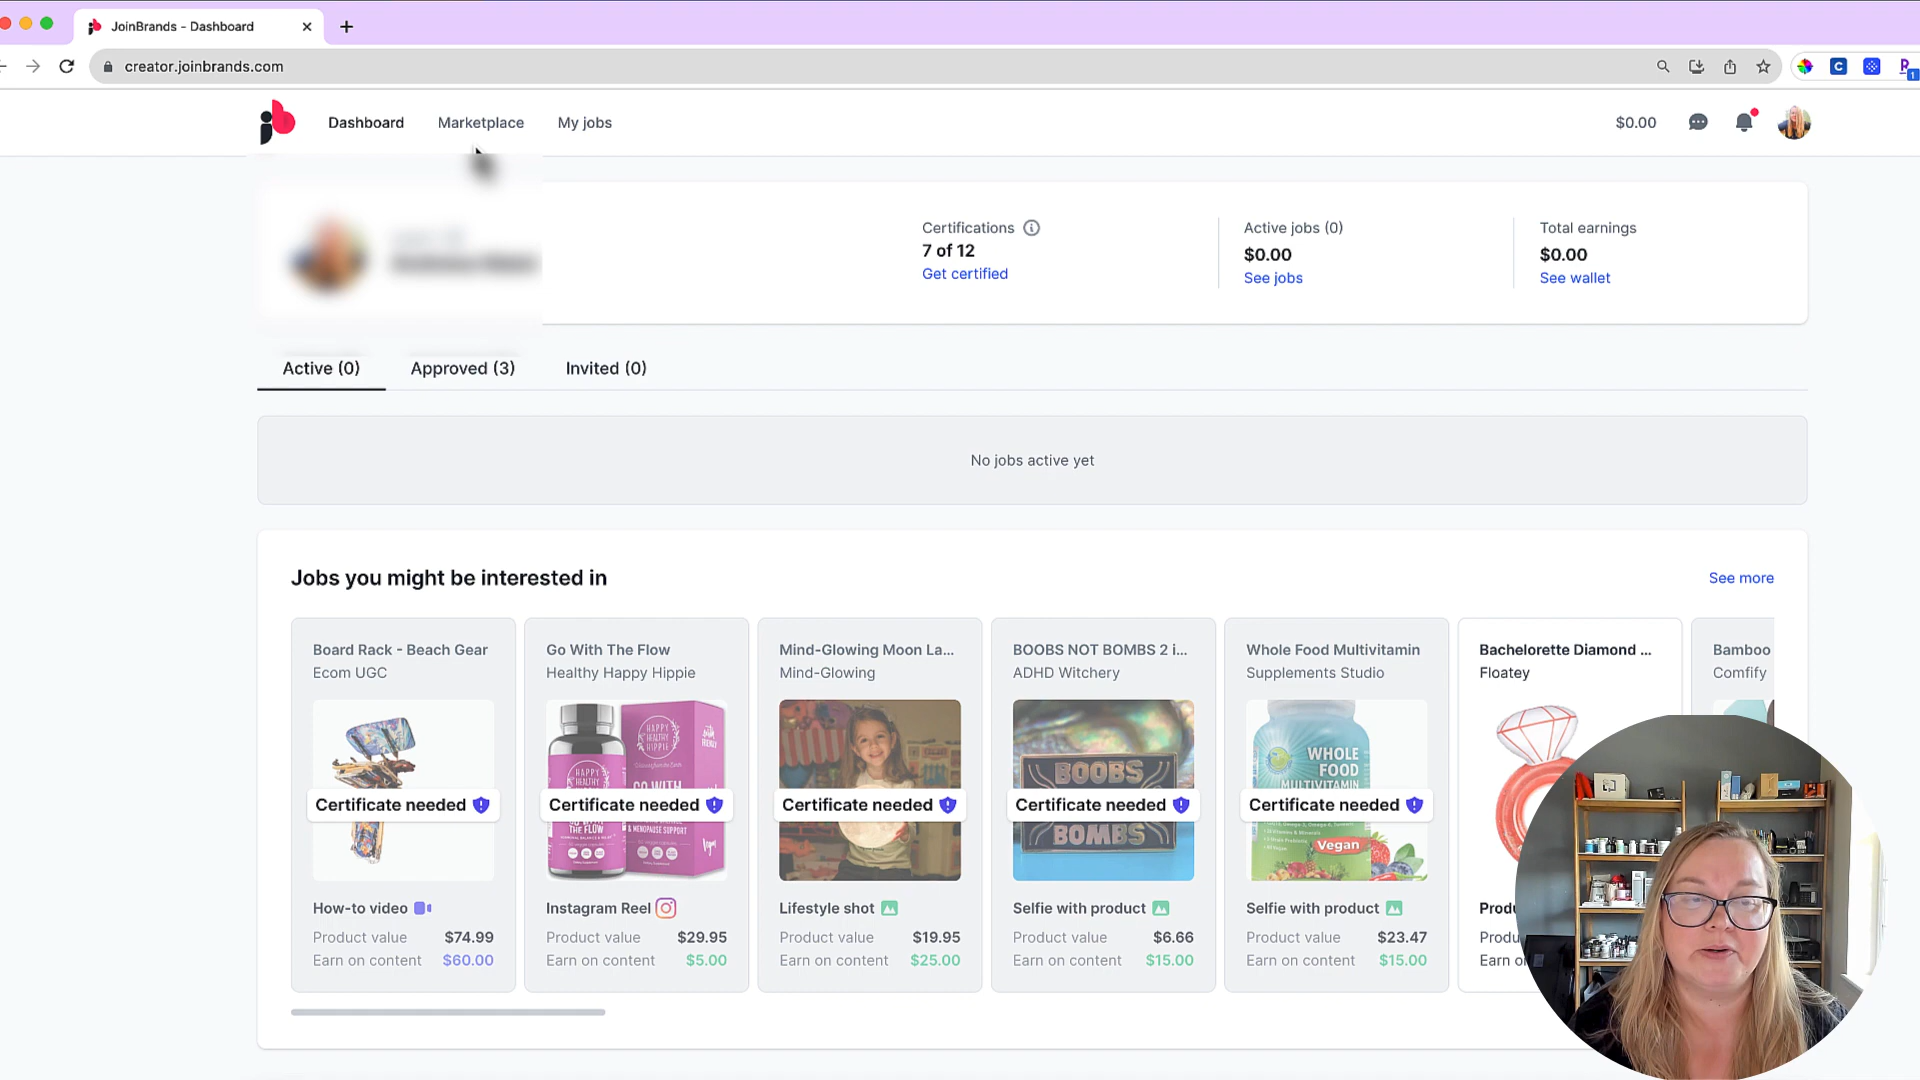 JoinBrands - Dashboard
creator.joinbrands.com
Dashboard
Marketplace
My jobs
$0.00
Certifications
7 of 12
Get certified
Active jobs (0)
$0.00
See jobs
Total earnings
$0.00
See wallet
Active (0)
Approved (3)
Invited (0)
No jobs active yet
Jobs you might be interested in
See more
Board Rack - Beach Gear
Ecom UGC
Certificate needed
How-to video
Product value $74.99
Earn on content $60.00
Go With The Flow
Healthy Happy Hippie
HAPPY HEALTHY HIPPIE
Certificate needed
THE FLOW
Instagram Reel
Product value $29.95
Earn on content $5.00
Mind-Glowing Moon La...
Mind-Glowing
Certificate needed
Lifestyle shot
Product value $19.95
Earn on content $25.00
BOOBS NOT BOMBS 2 i...
ADHD Witchery
BOOBS
Certificate needed
BOMBS
Selfie with product
Product value $6.66
Earn on content $15.00
Whole Food Multivitamin
Supplements Studio
WHOLE
FOOD
MULTIVITAMIN
Certificate needed
Vegan
Selfie with product
Product value $23.47
Earn on content $15.00
Bachelorette Diamond ...
Floatey
Bamboo
Comfify